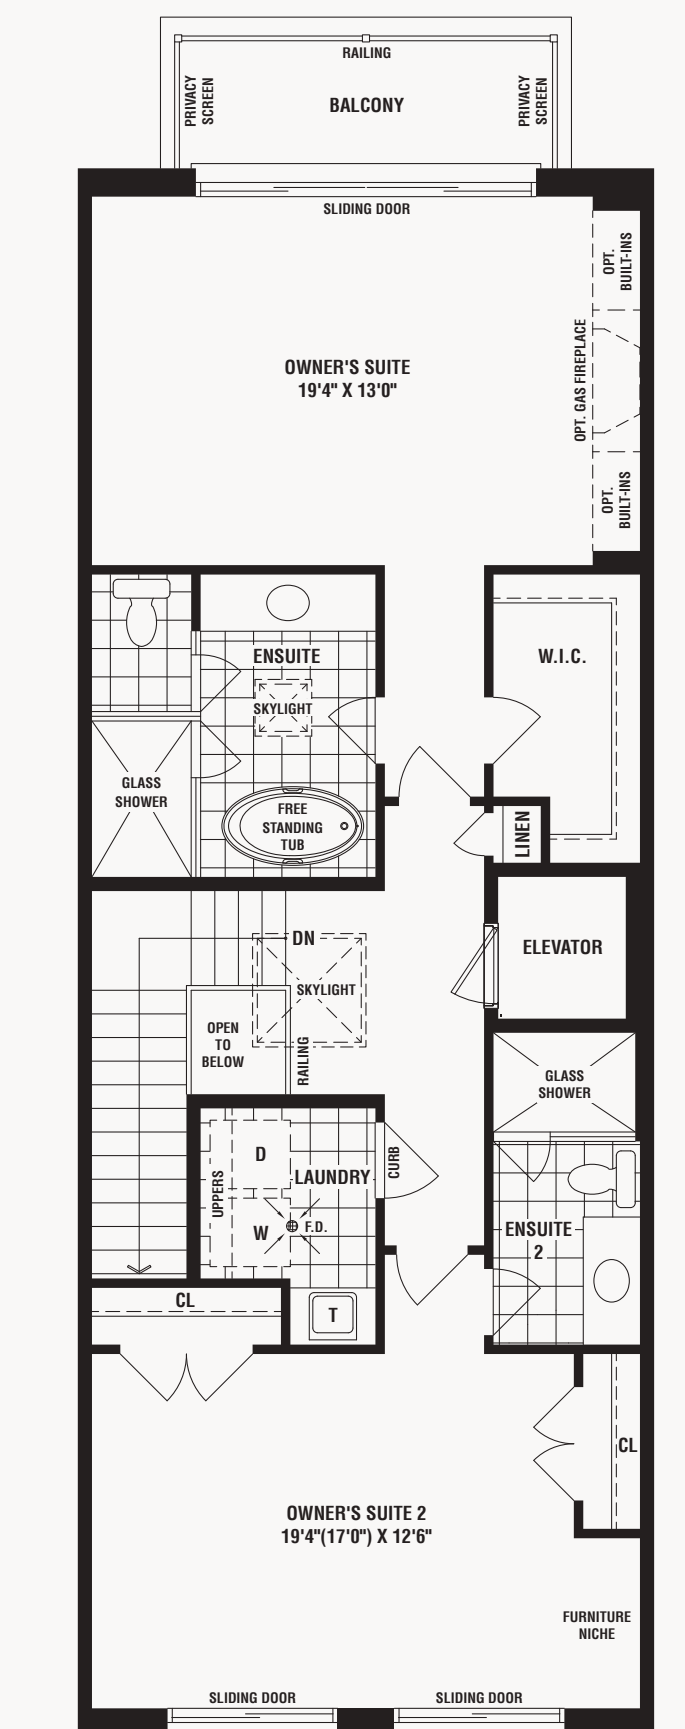 RAILING
PRIVACY
SCREEN
BALCONY
PRIVACY
SCREEN
SLIDING DOOR
OPT.
BUILT-INS
OWNER'S SUITE
19'4" X 13'0"
OPT. GAS FIREPLACE
OPT.
BUILT-INS
ENSUITE
SKYLIGHT
W.I.C.
GLASS
SHOWER
FREE
STANDING
TUB
LINEN
DN
SKYLIGHT
ELEVATOR
OPEN
TO
BELOW
RAILING
GLASS
SHOWER
D
UPPERS
LAUNDRY
CURB
W
F.D.
ENSUITE
2
CL
T
CL
OWNER'S SUITE 2
19'4"(17'0") X 12'6"
FURNITURE
NICHE
SLIDING DOOR
SLIDING DOOR